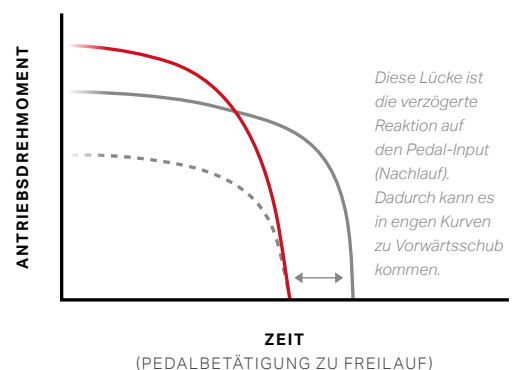 ANTRIEBSDREHMOMENT
Diese Lücke ist
die verzögerte
Reaktion auf
den Pedal-Input
(Nachlauf).
Dadurch kann es
in engen Kurven
zu Vorwärtsschub
kommen.
ZEIT
(PEDALBETÄTIGUNG ZU FREILAUF)